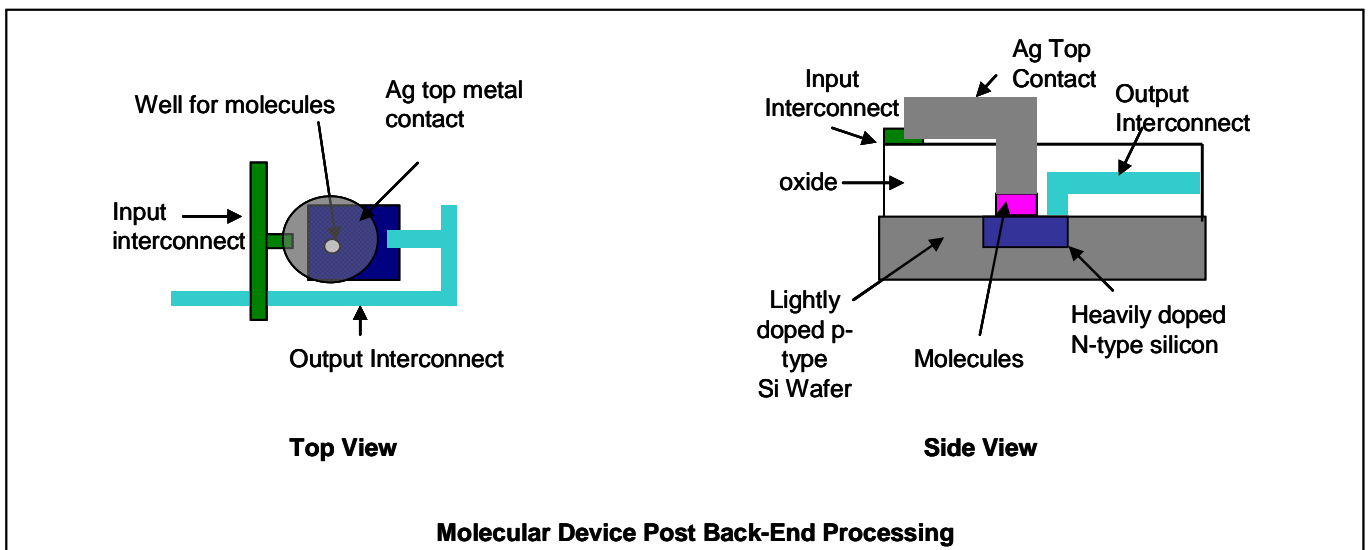 Well for molecules
Ag top metal
contact
Input
interconnect
Output Interconnect
Top View
Ag Top
Contact
Input
Interconnect
Output
Interconnect
oxide
Lightly
doped p-
type
Si Wafer
Molecules
Heavily doped
N-type silicon
Side View
Molecular Device Post Back-End Processing